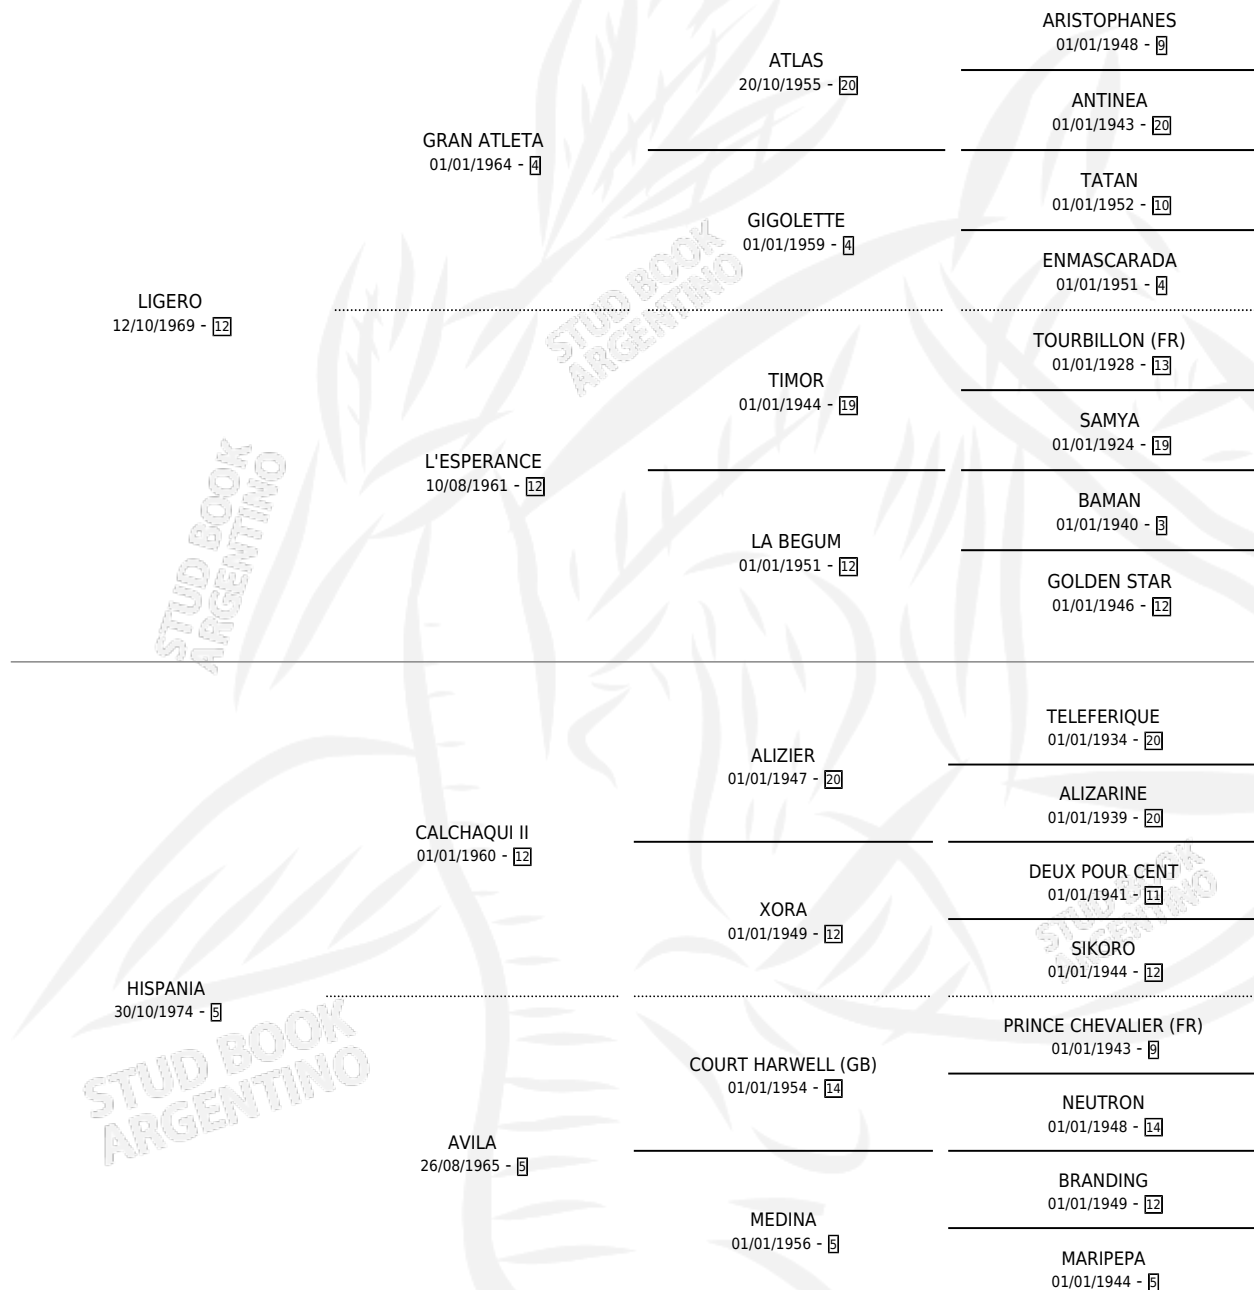 ARISTOPHANES
01/01/1948 - 9
ATLAS
20/10/1955 - 20
ANTINEA
01/01/1943 - 20
GRAN ATLETA
01/01/1964 - 4
TATAN
01/01/1952 - 10
GIGOLETTE
01/01/1959 - 4
ENMASCARADA
01/01/1951 - 4
LIGERO
12/10/1969 - 12
STUD BOOK
ARGENTINO
TOURBILLON (FR)
01/01/1928 - 13
TIMOR
01/01/1944 - 19
SAMYA
01/01/1924 - 19
L'ESPERANCE
10/08/1961 - 12
BAMAN
01/01/1940 - 3
LA BEGUM
01/01/1951 - 12
GOLDEN STAR
01/01/1946 - 12
STUD BOOK
ARGENTINO
TELEFERIQUE
01/01/1934 - 20
ALIZIER
01/01/1947 - 20
ALIZARINE
01/01/1939 - 20
CALCHAQUI II
01/01/1960 - 12
DEUX POUR CENT
01/01/1941 - 11
XORA
01/01/1949 - 12
SIKORO
01/01/1944 - 12
STUD BOOK
ARGENTINO
HISPANIA
30/10/1974 - 5
PRINCE CHEVALIER (FR)
01/01/1943 - 9
COURT HARWELL (GB)
01/01/1954 - 14
NEUTRON
01/01/1948 - 14
STUD BOOK
ARGENTINO
AVILA
26/08/1965 - 5
BRANDING
01/01/1949 - 12
MEDINA
01/01/1956 - 5
MARIPEPA
01/01/1944 - 5